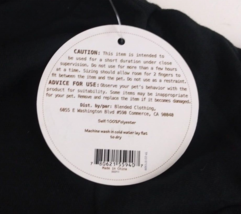 CAUTION: This item is intended to
be used for a short duration under close
supervision. Do not use for more than a few hours
at a time. Sizing should allow room for 2 fingers to
fit between the item and the pet. Do not use as a restraint.
ADVICE FOR USE: Observe your pet's behavior with the
product for suitability. Some items may be inappropriate
for your pet. Remove and replace the item if it becomes damaged.
Dist. by/par: Blended Clothing,
6055 E Washington Blvd #550 Commerce, CA 90040
Self:100%Polyester
Machine wash in cold water lay flat
to dry
Made in China